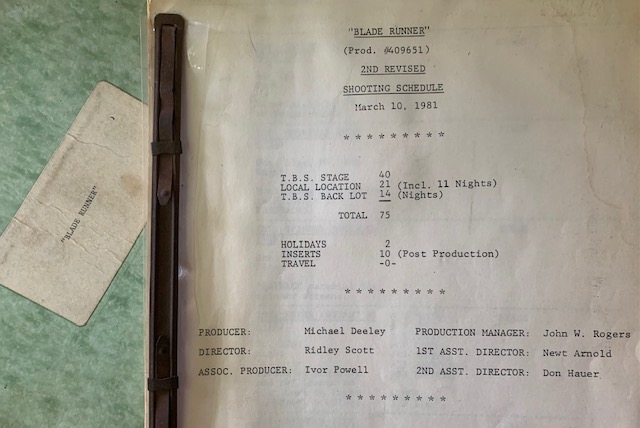 "BLADE RUNNER"
(Prod. #409651)
2ND REVISED
SHOOTING SCHEDULE
March 10, 1981
* * * * * * * * *
T.B.S. STAGE 40
LOCAL LOCATION 21 (Incl. 11 Nights)
T.B.S. BACK LOT 14 (Nights)
TOTAL 75
HOLIDAYS 2
INSERTS 10 (Post Production)
TRAVEL -0-
* * * * * * * * *
PRODUCER: Michael Deeley PRODUCTION MANAGER: John W. Rogers
DIRECTOR: Ridley Scott 1ST ASST. DIRECTOR: Newt Arnold
ASSOC. PRODUCER: Ivor Powell 2ND ASST. DIRECTOR: Don Hauer
* * * * * * * * *
"BLADE RUNNER"